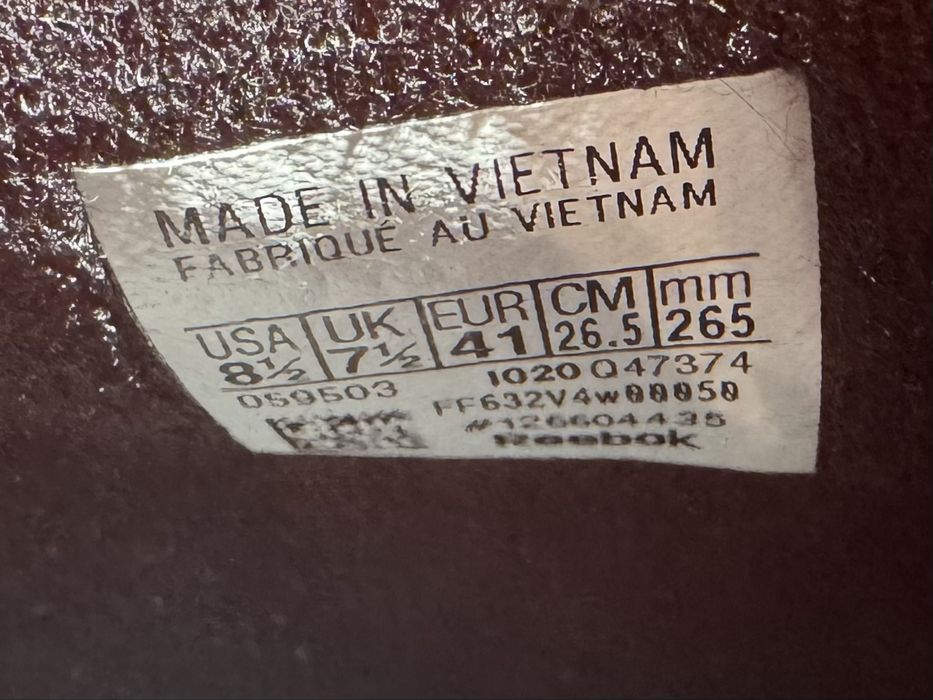 MADE IN VIETNAM
FABRIQUÉ AU VIETNAM
USA UK EUR CM mm
8½ 7½ 41 26.5 265
059503 1020 Q47374
FF632V4W00050
#126604435
Reebok